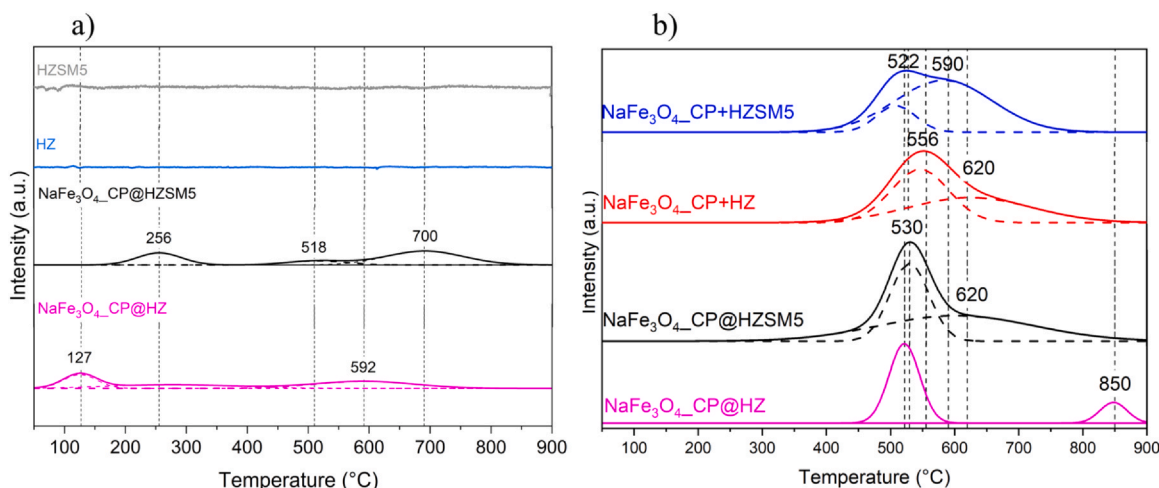 a)
HZSM5
HZ
NaFe₃O₄_CP@HZSM5
256
518
700
NaFe₃O₄_CP@HZ
127
592
Intensity (a.u.)
100 200 300 400 500 600 700 800 900
Temperature (°C)
b)
522 590
NaFe₃O₄_CP+HZSM5
556
620
NaFe₃O₄_CP+HZ
530
620
NaFe₃O₄_CP@HZSM5
850
NaFe₃O₄_CP@HZ
Intensity (a.u.)
100 200 300 400 500 600 700 800 900
Temperature (°C)